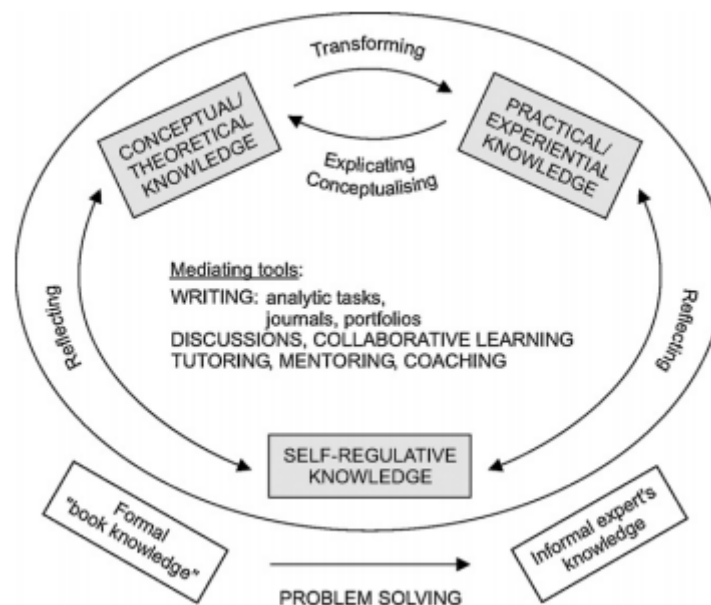 Transforming
CONCEPTUAL/
THEORETICAL
KNOWLEDGE
PRACTICAL/
EXPERIENTIAL
KNOWLEDGE
Explicating
Conceptualising
Mediating tools:
WRITING: analytic tasks,
journals, portfolios
DISCUSSIONS, COLLABORATIVE LEARNING
TUTORING, MENTORING, COACHING
Reflecting
Reflecting
SELF-REGULATIVE
KNOWLEDGE
Formal
"book knowledge"
Informal expert's
knowledge
PROBLEM SOLVING